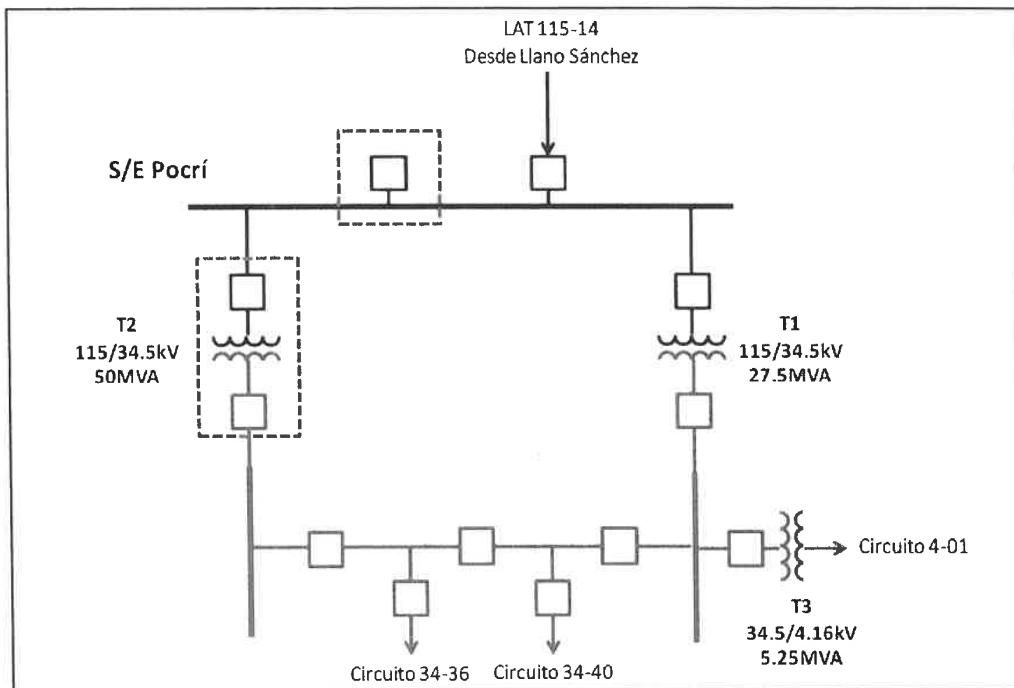 LAT 115-14
Desde Llano Sánchez
S/E Pocrí
T2
115/34.5kV
50MVA
T1
115/34.5kV
27.5MVA
Circuito 4-01
T3
34.5/4.16kV
5.25MVA
Circuito 34-36
Circuito 34-40